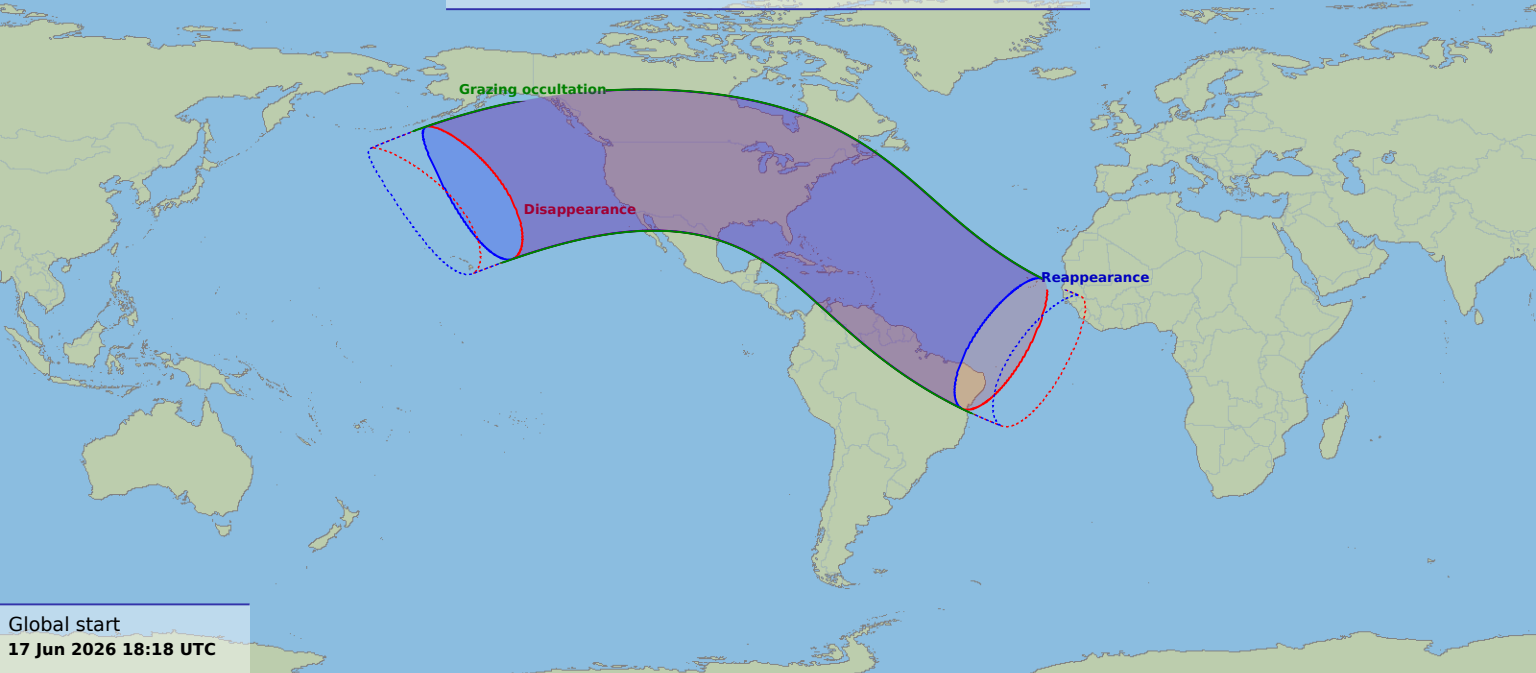 Grazing occultation
Disappearance
Reappearance
Global start
17 Jun 2026 18:18 UTC